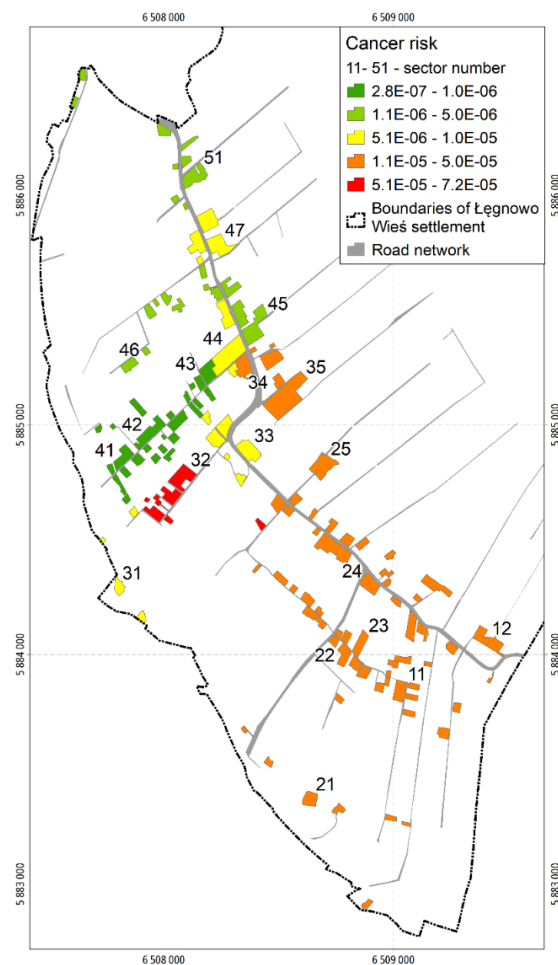 6 508 000
6 509 000
Cancer risk
11- 51 - sector number
2.8E-07 - 1.0E-06
1.1E-06 - 5.0E-06
5.1E-06 - 1.0E-05
1.1E-05 - 5.0E-05
5.1E-05 - 7.2E-05
Boundaries of Łęgnowo
Wieś settlement
Road network
51
5 886 000
5 886 000
47
45
44
46
43
34
35
42
33
5 885 000
5 885 000
41
32
25
31
24
23
12
22
5 884 000
5 884 000
11
21
5 883 000
5 883 000
6 508 000
6 509 000